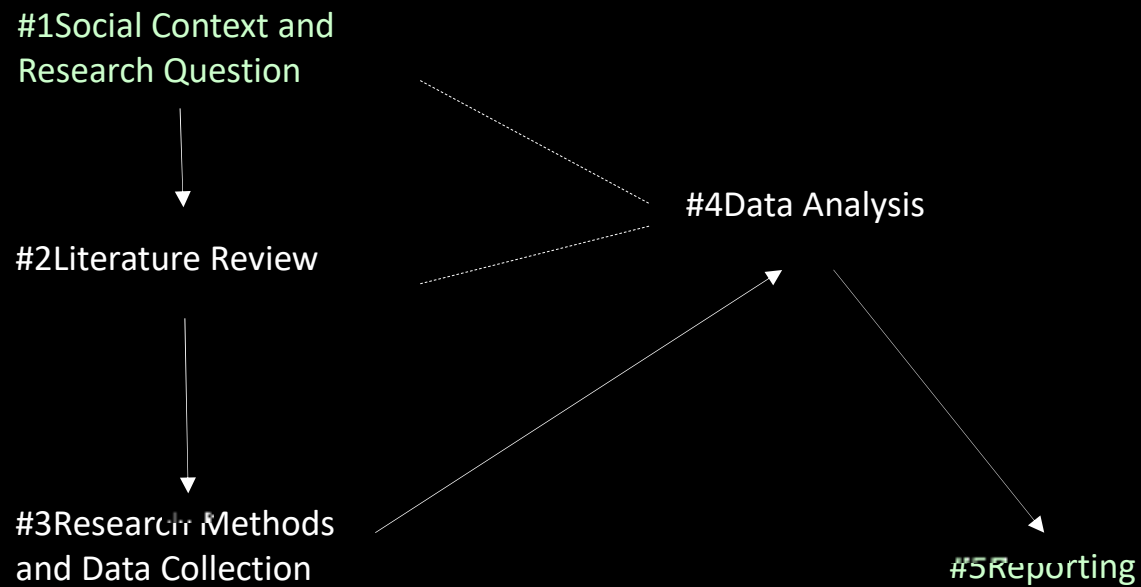 #1Social Context and
Research Question
#4Data Analysis
#2Literature Review
#3Research Methods
and Data Collection
#5Reporting